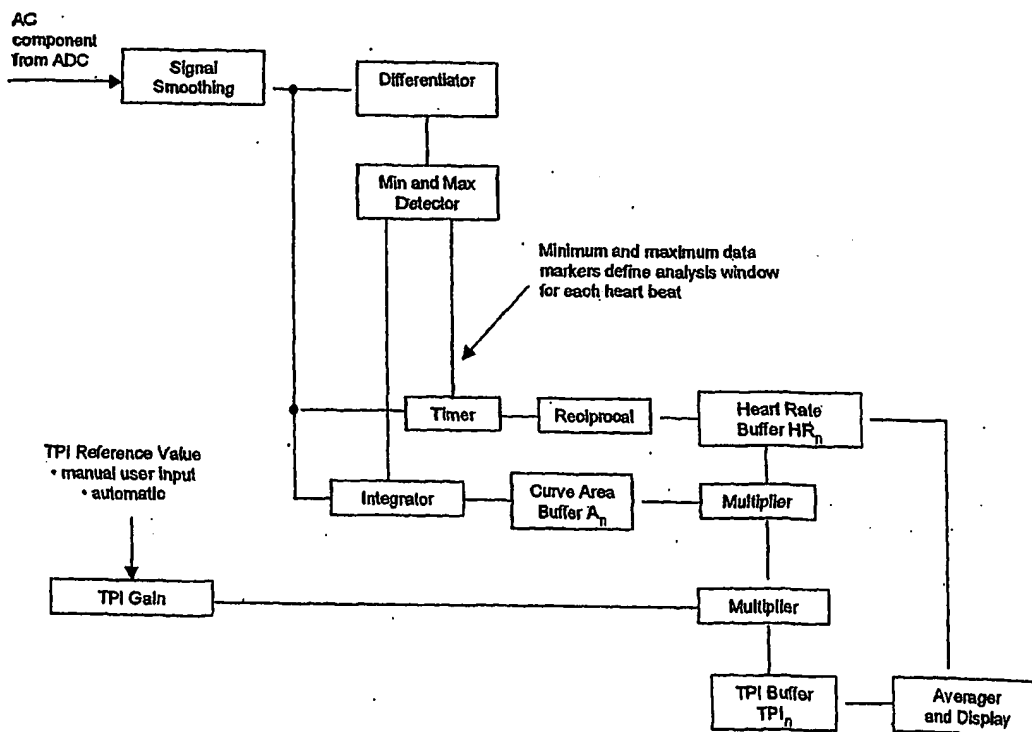 AC
component
from ADC
Signal
Smoothing
Differentiator
Min and Max
Detector
Minimum and maximum data
markers define analysis window
for each heart beat
Timer
Reciprocal
Heart Rate
Buffer HRn
TPI Reference Value
• manual user input
• automatic
Integrator
Curve Area
Buffer An
Multiplier
TPI Gain
Multiplier
TPI Buffer
TPIn
Averager
and Display